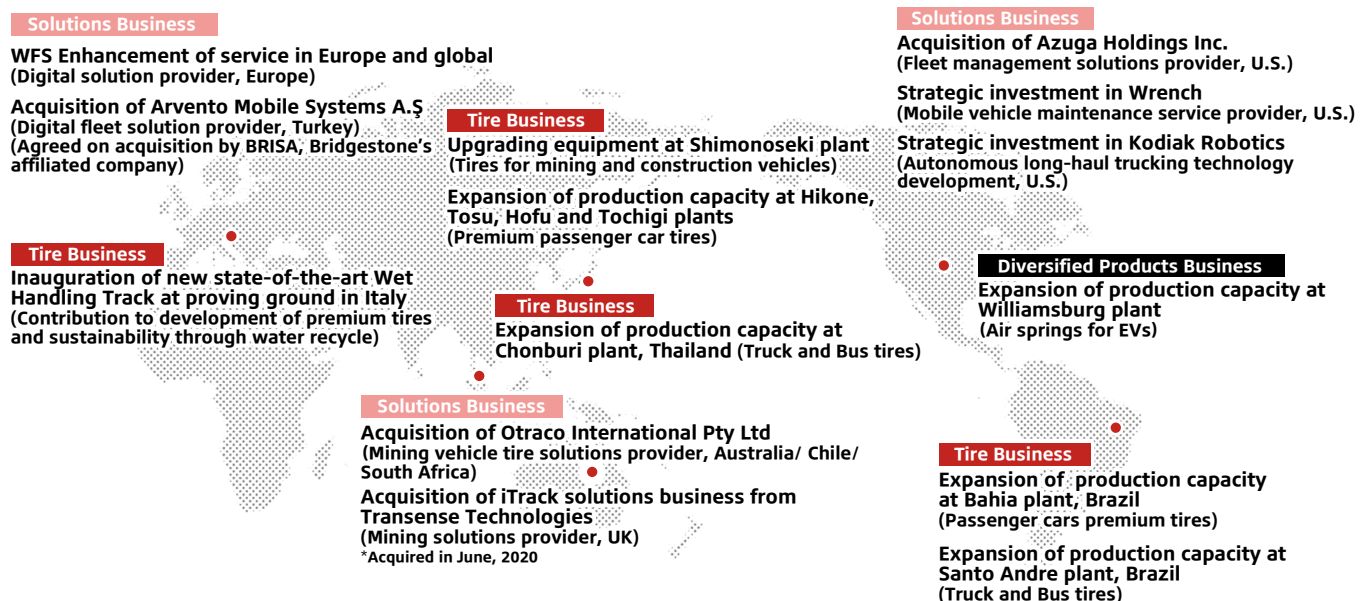 Solutions Business
WFS Enhancement of service in Europe and global
(Digital solution provider, Europe)
Acquisition of Arvento Mobile Systems A.Ş
(Digital fleet solution provider, Turkey)
(Agreed on acquisition by BRISA, Bridgestone's
affiliated company)
Tire Business
Inauguration of new state-of-the-art Wet
Handling Track at proving ground in Italy
(Contribution to development of premium tires
and sustainability through water recycle)
Tire Business
Upgrading equipment at Shimonoseki plant
(Tires for mining and construction vehicles)
Expansion of production capacity at Hikone,
Tosu, Hofu and Tochigi plants
(Premium passenger car tires)
Tire Business
Expansion of production capacity at
Chonburi plant, Thailand (Truck and Bus tires)
Solutions Business
Acquisition of Otraco International Pty Ltd
(Mining vehicle tire solutions provider, Australia/ Chile/
South Africa)
Acquisition of iTrack solutions business from
Transense Technologies
(Mining solutions provider, UK)
*Acquired in June, 2020
Solutions Business
Acquisition of Azuga Holdings Inc.
(Fleet management solutions provider, U.S.)
Strategic investment in Wrench
(Mobile vehicle maintenance service provider, U.S.)
Strategic investment in Kodiak Robotics
(Autonomous long-haul trucking technology
development, U.S.)
Diversified Products Business
Expansion of production capacity at
Williamsburg plant
(Air springs for EVs)
Tire Business
Expansion of production capacity
at Bahia plant, Brazil
(Passenger cars premium tires)
Expansion of production capacity at
Santo Andre plant, Brazil
(Truck and Bus tires)